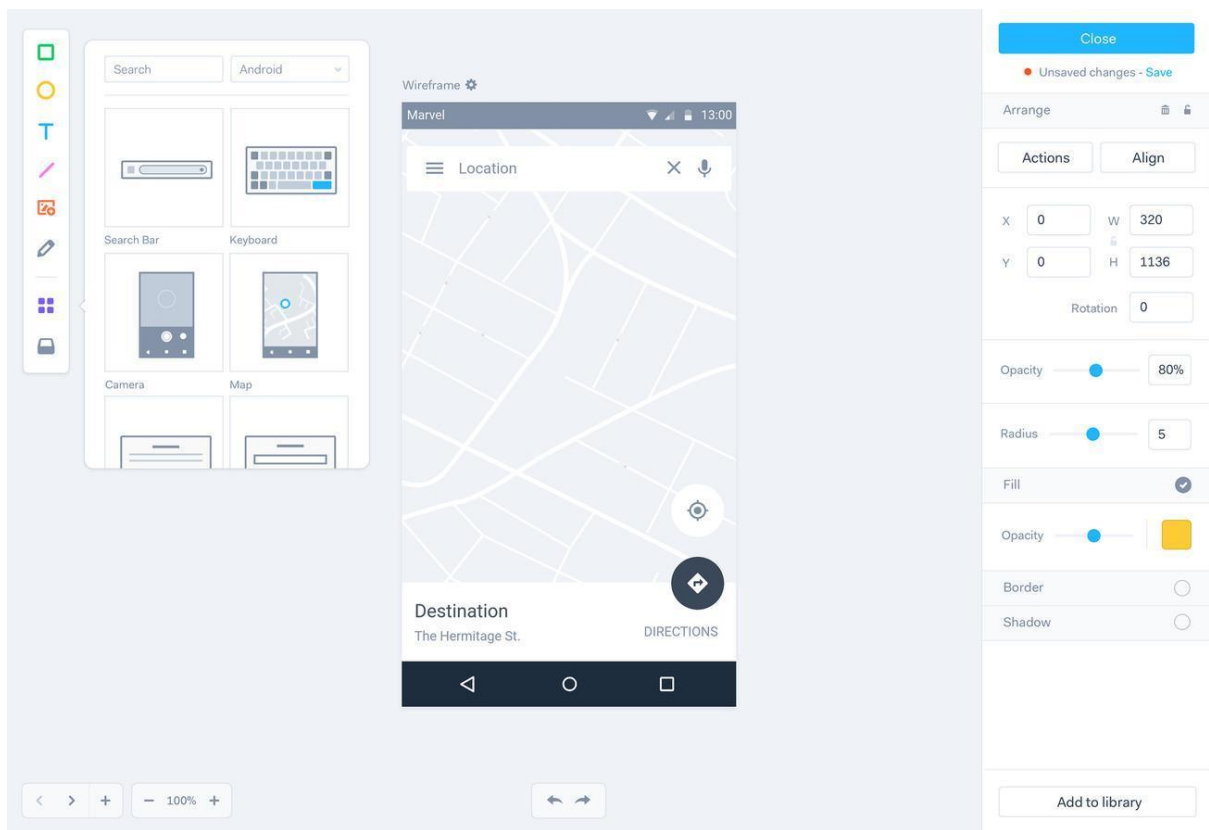 Search
Android
Search Bar
Keyboard
Camera
Map
Wireframe
Marvel
13:00
Location
Destination
The Hermitage St.
DIRECTIONS
100%
Close
Unsaved changes - Save
Arrange
Actions
Align
X 0 W 320
Y 0 H 1136
Rotation 0
Opacity 80%
Radius 5
Fill
Opacity
Border
Shadow
Add to library